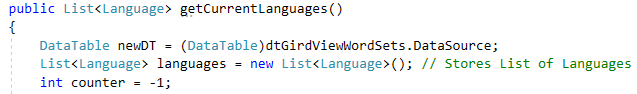 public List<Language> getCurrentLanguages()
{
DataTable newDT = (DataTable)dtGirdViewWordSets.DataSource;
List<Language> languages = new List<Language>(); // Stores List of Languages
int counter = -1;